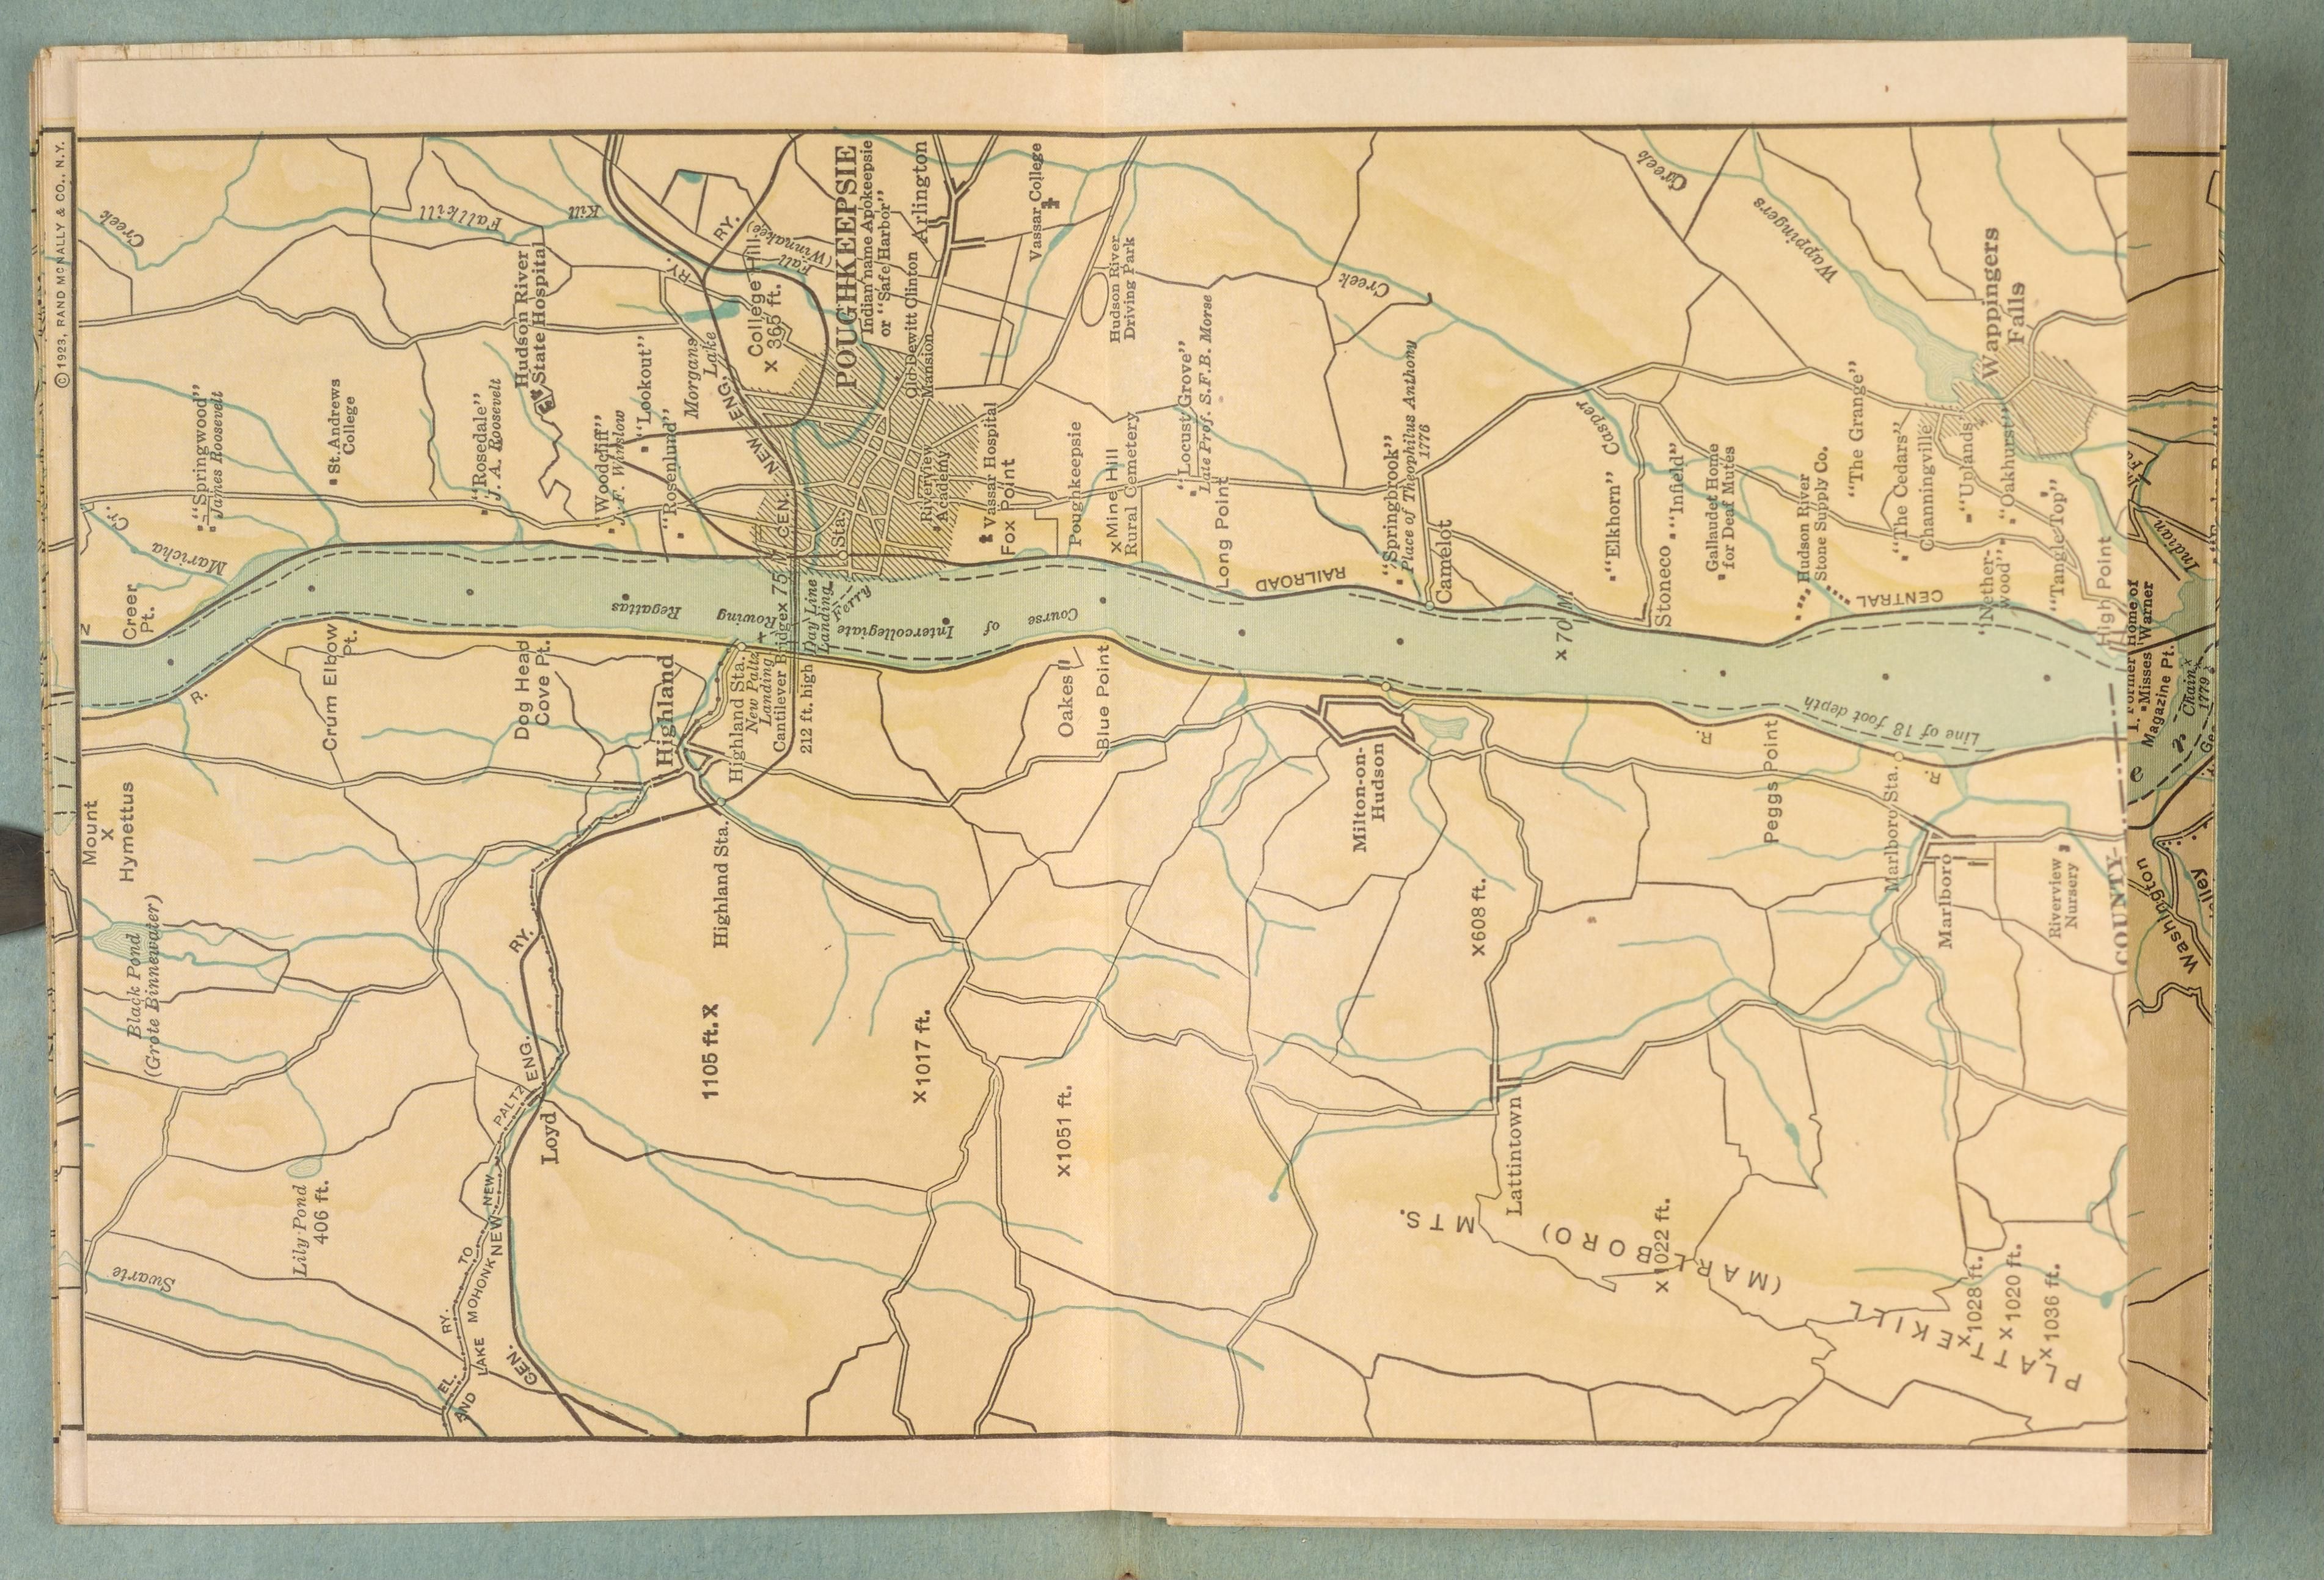 © 1923, RAND MCNALLY & CO., N.Y.
Creek
Fallkill
Kill
"Springwood"
James Roosevelt
St. Andrews
College
"Rosedale"
J. A. Roosevelt
Hudson River
State Hospital
"Woodcliff"
J. F. Winslow
"Lookout"
"Rosenlund"
Morgans
Lake
RY.
RY.
College Hill
X 365 ft.
Fall
(Winnakee)
POUGHKEEPSIE
Indian name Apokeepsie
or "Safe Harbor"
Old Dewitt Clinton
Mansion
Arlington
Vassar College
Hudson River
Driving Park
NEW ENG.
CENT.
Sta.
Riverview
Academy
Vassar Hospital
Fox Point
Poughkeepsie
X Mine Hill
Rural Cemetery
"Locust Grove"
Late Prof. S.F.B. Morse
Long Point
RAILROAD
"Springbrook"
Place of Theophilus Anthony
1776
Camelot
Creek
Casper
"Elkhorn"
Stoneco
"Infield"
Gallaudet Home
for Deaf Mutes
Hudson River
Stone Supply Co.
CENTRAL
"The Grange"
"The Cedars"
Channingville
"Uplands"
"Oakhurst"
"Nether-
wood"
"Tangle Top"
High Point
Wappingers
Falls
Wappingers
Creek
Maricha
Cr.
Creer
Pt.
N
R.
Crum Elbow
Pt.
Dog Head
Cove Pt.
Intercollegiate Rowing Regattas
Course of
x 75 M.
Day Line
Landing
Ferry
x 70 M.
Line of 18 foot depth
Highland
Highland Sta.
New Paltz
Landing
Cantilever Bridge
212 ft. high
Oakes
Blue Point
Milton-on-
Hudson
R.
Peggs Point
Marlboro Sta.
R.
Marlboro
Riverview
Nursery
COUNTY
Mount
X
Hymettus
Black Pond
(Grote Binnewater)
Highland Sta.
RY.
ENG.
Loyd
1105 ft. X
X 1017 ft.
X 1051 ft.
X 608 ft.
Lattintown
Lily Pond
406 ft.
Swarte
EL. RY. TO NEW PALTZ
AND LAKE MOHONK
CEN. NEW
PLATTEKILL
(MARLBORO) MTS.
X 1022 ft.
X 1028 ft.
X 1020 ft.
X 1036 ft.
Indian
1. Former Home of
Misses Warner
Magazine Pt.
Chain
1779
Washington